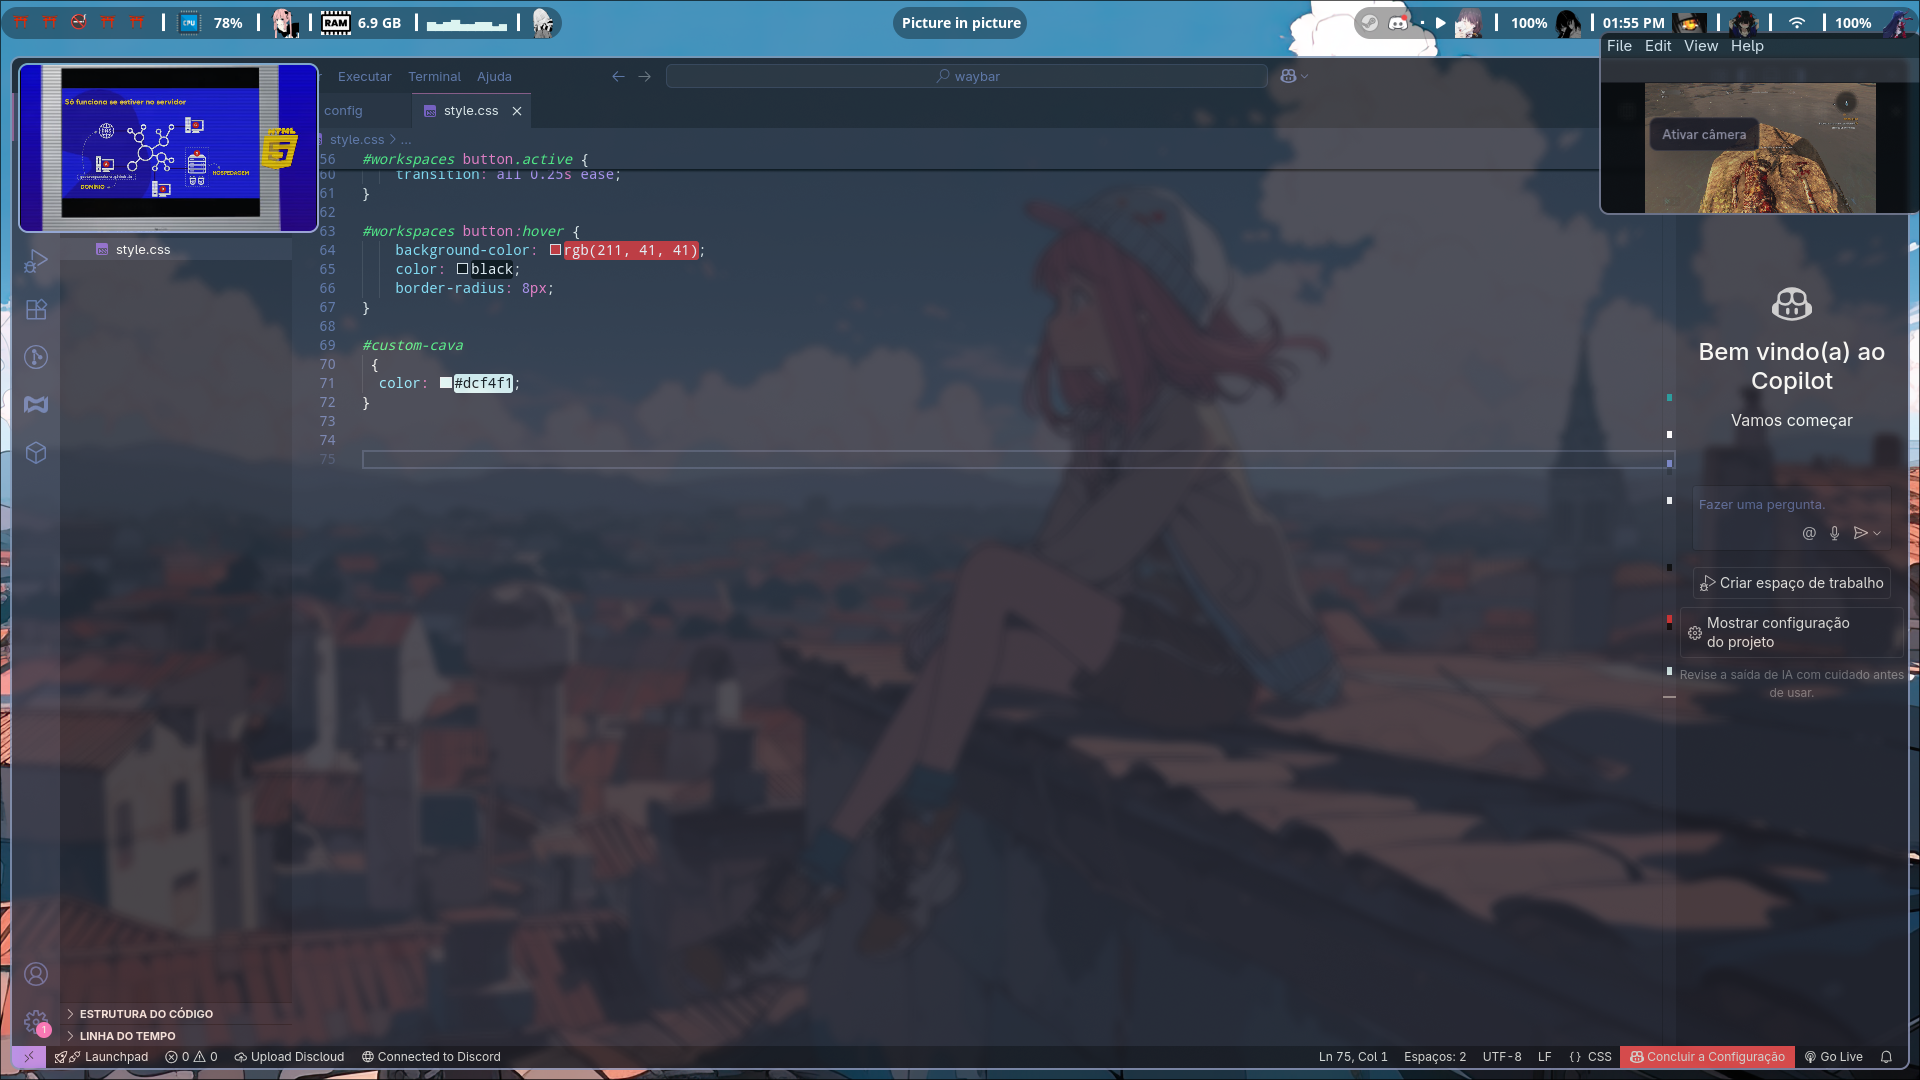 CPU 78% RAM 6.9 GB
Picture in picture
100% 01:55 PM 100%
File Edit View Help
Ativar câmera
Só funciona se estiver no servidor
DNS
HOSPEDAGEM
DOMÍNIO
HTML
5
Executar Terminal Ajuda
waybar
config style.css
style.css > ...
style.css
56 #workspaces button.active {
60 transition: all 0.25s ease;
61 }
62
63 #workspaces button:hover {
64 background-color: rgb(211, 41, 41);
65 color: black;
66 border-radius: 8px;
67 }
68
69 #custom-cava
70 {
71 color: #dcf4f1;
72 }
73
74
75
Bem vindo(a) ao
Copilot
Vamos começar
Fazer uma pergunta.
@
Criar espaço de trabalho
Mostrar configuração
do projeto
Revise a saída de IA com cuidado antes
de usar.
ESTRUTURA DO CÓDIGO
LINHA DO TEMPO
1
Launchpad 0 0 Upload Discloud Connected to Discord
Ln 75, Col 1 Espaços: 2 UTF-8 LF {} CSS Concluir a Configuração Go Live